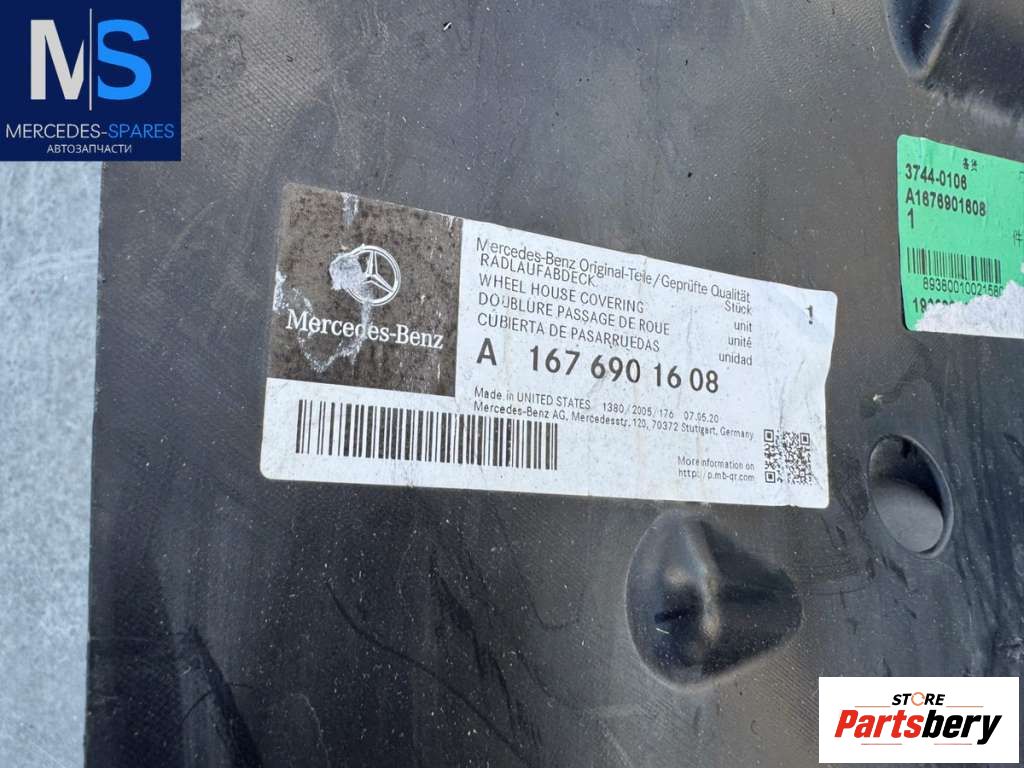 M|S
MERCEDES-SPARES
АВТОЗАПЧАСТИ
Mercedes-Benz
Mercedes-Benz Original-Teile/Geprüfte Qualität
RADLAUFABDECK Stück 1
WHEEL HOUSE COVERING unit
DOUBLURE PASSAGE DE ROUE unité
CUBIERTA DE PASARRUEDAS unidad
A 167 690 16 08
Made in UNITED STATES 1380/2005/176 07.05.20
Mercedes-Benz AG, Mercedesstr.120, 70372 Stuttgart, Germany
More information on
http://p.mb-qr.com
3744-0106
A1676901608
1
件
STORE
Partsbery